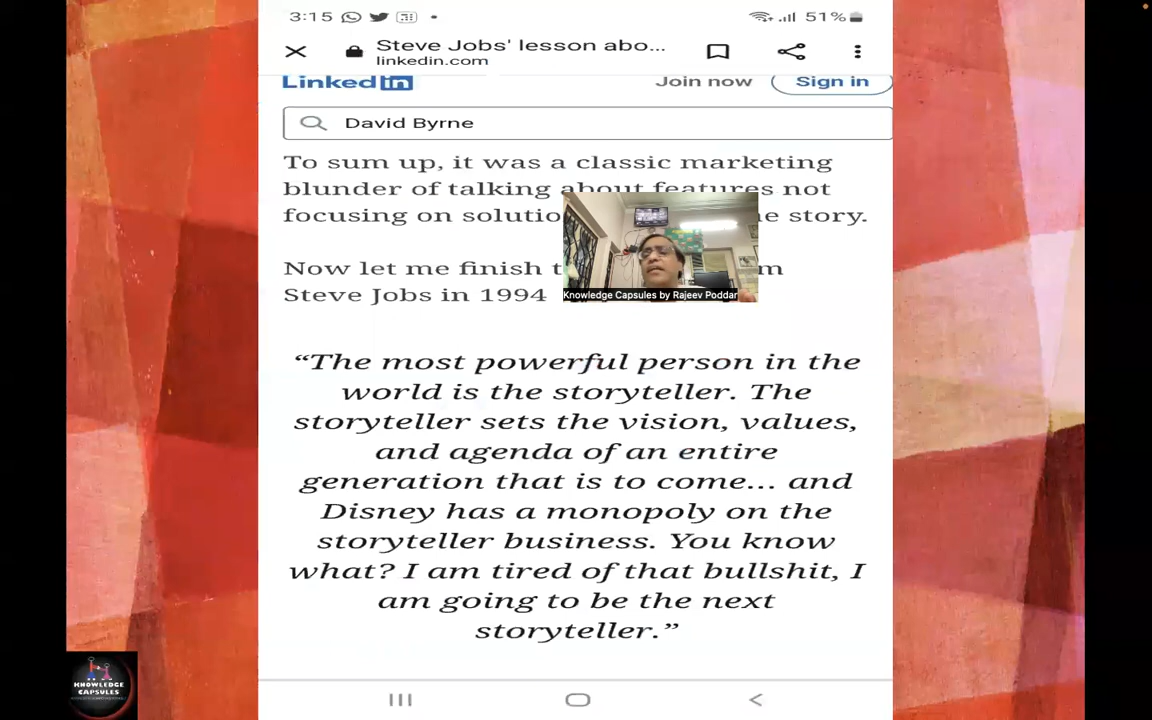 3:15 51%
Steve Jobs' lesson abo...
linkedin.com
Linked in
Join now
Sign in
David Byrne
To sum up, it was a classic marketing
blunder of talking about features not
focusing on solutio e story.
Now let me finish t m
Steve Jobs in 1994
Knowledge Capsules by Rajeev Poddar
“The most powerful person in the
world is the storyteller. The
storyteller sets the vision, values,
and agenda of an entire
generation that is to come... and
Disney has a monopoly on the
storyteller business. You know
what? I am tired of that bullshit, I
am going to be the next
storyteller.”
KNOWLEDGE
CAPSULES